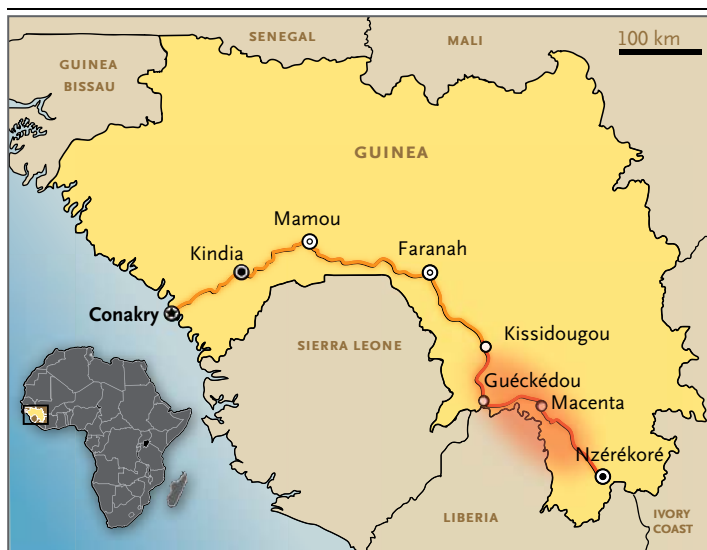 SENEGAL
MALI
100 km
GUINEA
BISSAU
GUINEA
Mamou
Kindia
Faranah
Conakry
Kissidougou
SIERRA LEONE
Guéckédou
Macenta
Nzérékoré
LIBERIA
IVORY
COAST